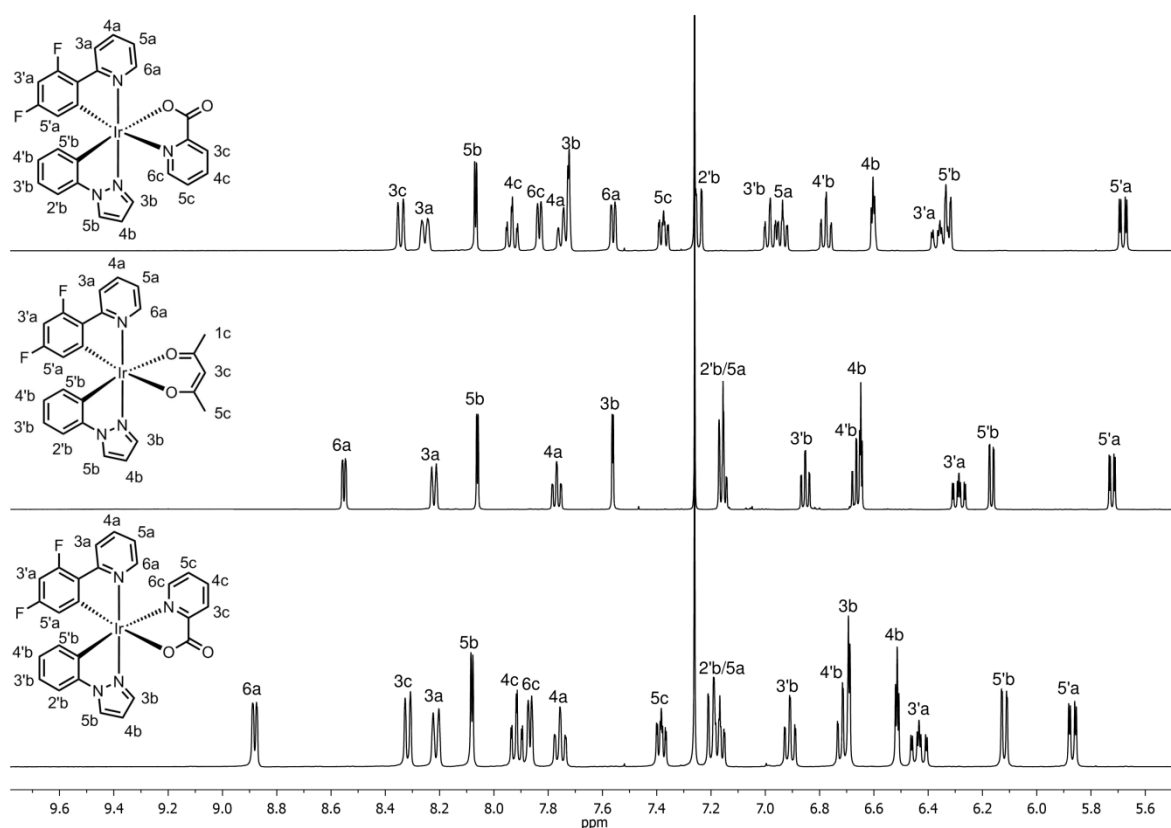 4a
3a
5a
F
6a
N
3'a
F
O
O
5'a
Ir
5'b
4'b
N
3'b
N
N
6c
3c
4c
2'b
3b
5c
5b
4b
3c
3a
5b
4c
6c
4a
3b
6a
5c
2'b
3'b
5a
4'b
4b
3'a
5'b
5'a
4a
3a
5a
F
6a
N
3'a
1c
F
O
5'a
Ir
3c
5'b
O
4'b
N
5c
3'b
N
2'b
3b
5b
4b
6a
3a
5b
4a
3b
2'b/5a
3'b
4'b
4b
3'a
5'b
5'a
4a
3a
5a
F
6a
5c
N
6c
4c
3'a
N
3c
F
5'a
Ir
5'b
O
O
4'b
N
3'b
N
2'b
3b
5b
4b
6a
3c
3a
5b
4c
6c
4a
5c
2'b/5a
3'b
4'b
3b
4b
3'a
5'b
5'a
9.6 9.4 9.2 9.0 8.8 8.6 8.4 8.2 8.0 7.8 7.6 7.4 7.2 7.0 6.8 6.6 6.4 6.2 6.0 5.8 5.6
ppm